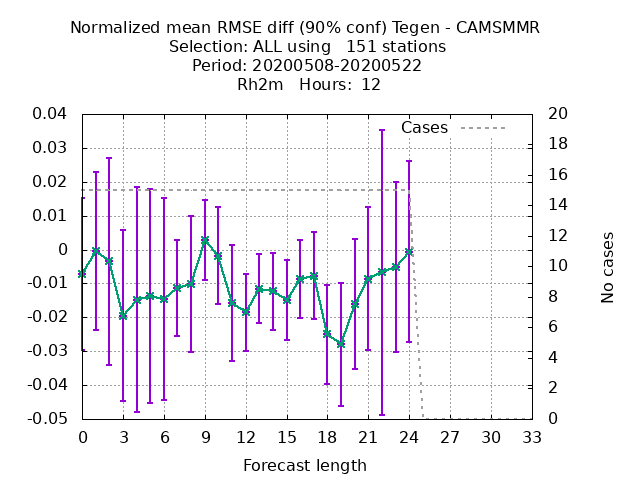 Normalized mean RMSE diff (90% conf) Tegen - CAMSMMR
Selection: ALL using   151 stations
Period: 20200508-20200522
Rh2m   Hours:  12
Cases
0.04
0.03
0.02
0.01
0
-0.01
-0.02
-0.03
-0.04
-0.05
20
18
16
14
12
10
8
6
4
2
0
No cases
0 3 6 9 12 15 18 21 24 27 30 33
Forecast length